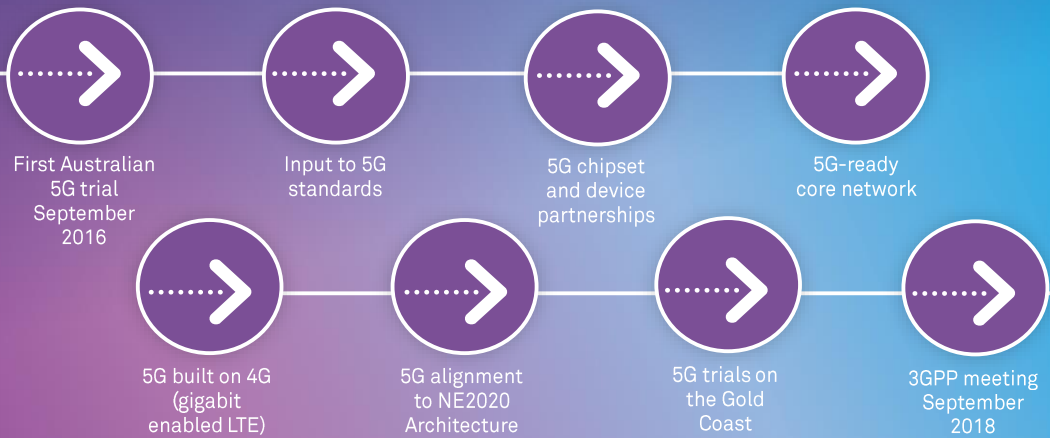 First Australian
5G trial
September
2016
Input to 5G
standards
5G chipset
and device
partnerships
5G-ready
core network
5G built on 4G
(gigabit
enabled LTE)
5G alignment
to NE2020
Architecture
5G trials on
the Gold
Coast
3GPP meeting
September
2018